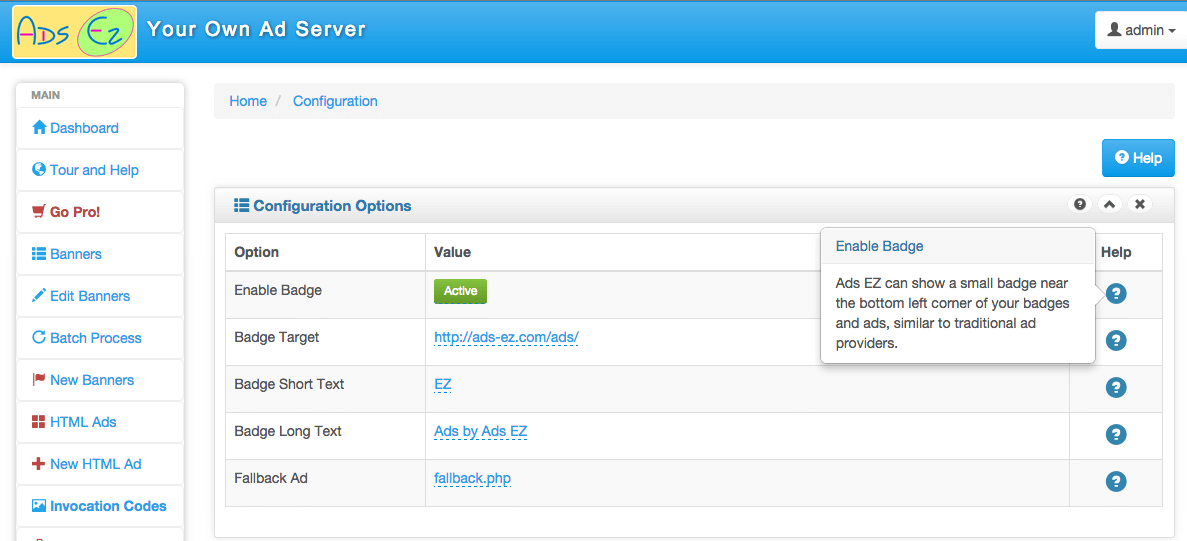 Ads Ez
Your Own Ad Server
admin
MAIN
Dashboard
Tour and Help
Go Pro!
Banners
Edit Banners
Batch Process
New Banners
HTML Ads
New HTML Ad
Invocation Codes
Home / Configuration
? Help
Configuration Options
Option Value Help
Enable Badge Active ?
Badge Target http://ads-ez.com/ads/ ?
Badge Short Text EZ ?
Badge Long Text Ads by Ads EZ ?
Fallback Ad fallback.php ?
Enable Badge
Ads EZ can show a small badge near
the bottom left corner of your badges
and ads, similar to traditional ad
providers.